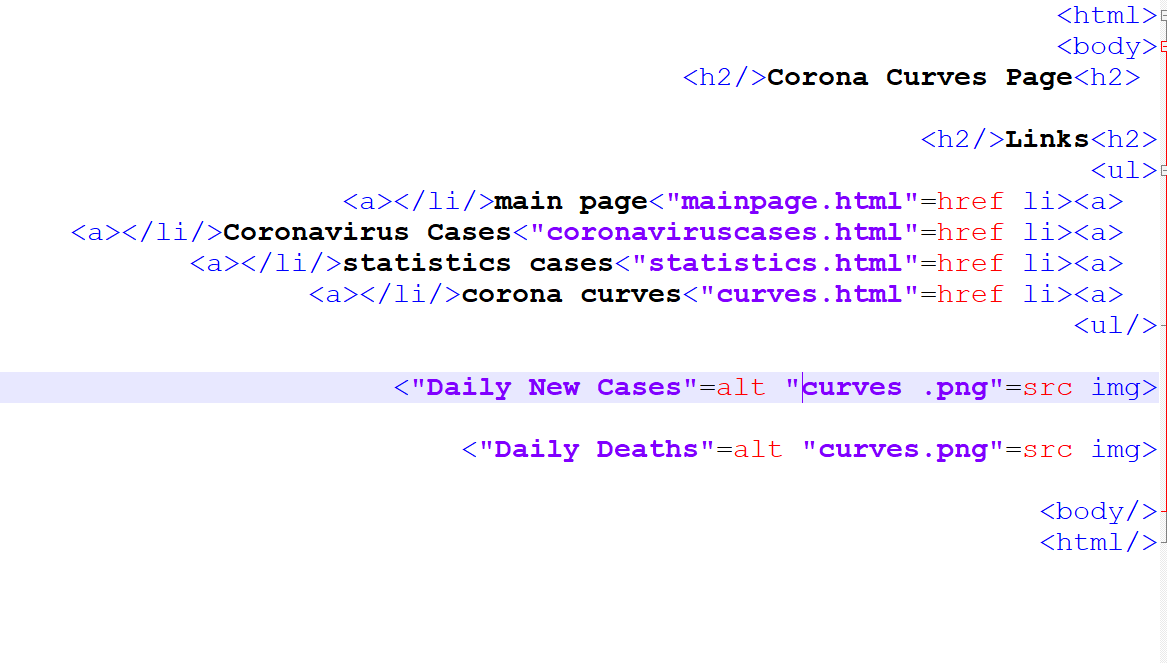 <html>
<body>
<h2/>Corona Curves Page<h2>
<h2/>Links<h2>
<ul>
<a></li/>main page<"mainpage.html"=href li><a>
<a></li/>Coronavirus Cases<"coronaviruscases.html"=href li><a>
<a></li/>statistics cases<"statistics.html"=href li><a>
<a></li/>corona curves<"curves.html"=href li><a>
<ul/>
<"Daily New Cases"=alt "curves .png"=src img>
<"Daily Deaths"=alt "curves.png"=src img>
<body/>
<html/>